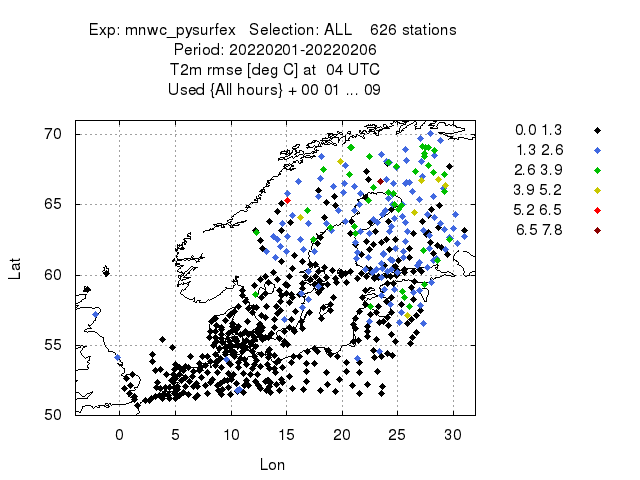 Exp: mnwc_pysurfex   Selection: ALL    626 stations
Period: 20220201-20220206
T2m rmse [deg C] at  04 UTC
Used {All hours} + 00 01 ... 09
70
65
60
55
50
Lat
0 5 10 15 20 25 30
Lon
0.0 1.3
1.3 2.6
2.6 3.9
3.9 5.2
5.2 6.5
6.5 7.8